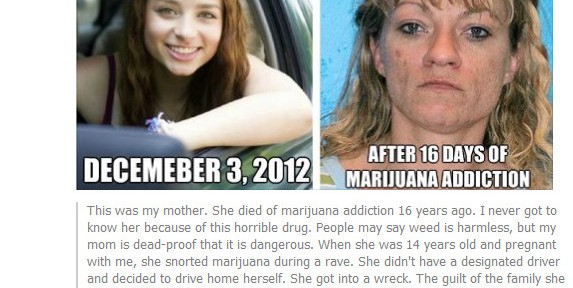 DECEMEBER 3, 2012
AFTER 16 DAYS OF
MARIJUANA ADDICTION
This was my mother. She died of marijuana addiction 16 years ago. I never got to
know her because of this horrible drug. People may say weed is harmless, but my
mom is dead-proof that it is dangerous. When she was 14 years old and pregnant
with me, she snorted marijuana during a rave. She didn't have a designated driver
and decided to drive home herself. She got into a wreck. The guilt of the family she